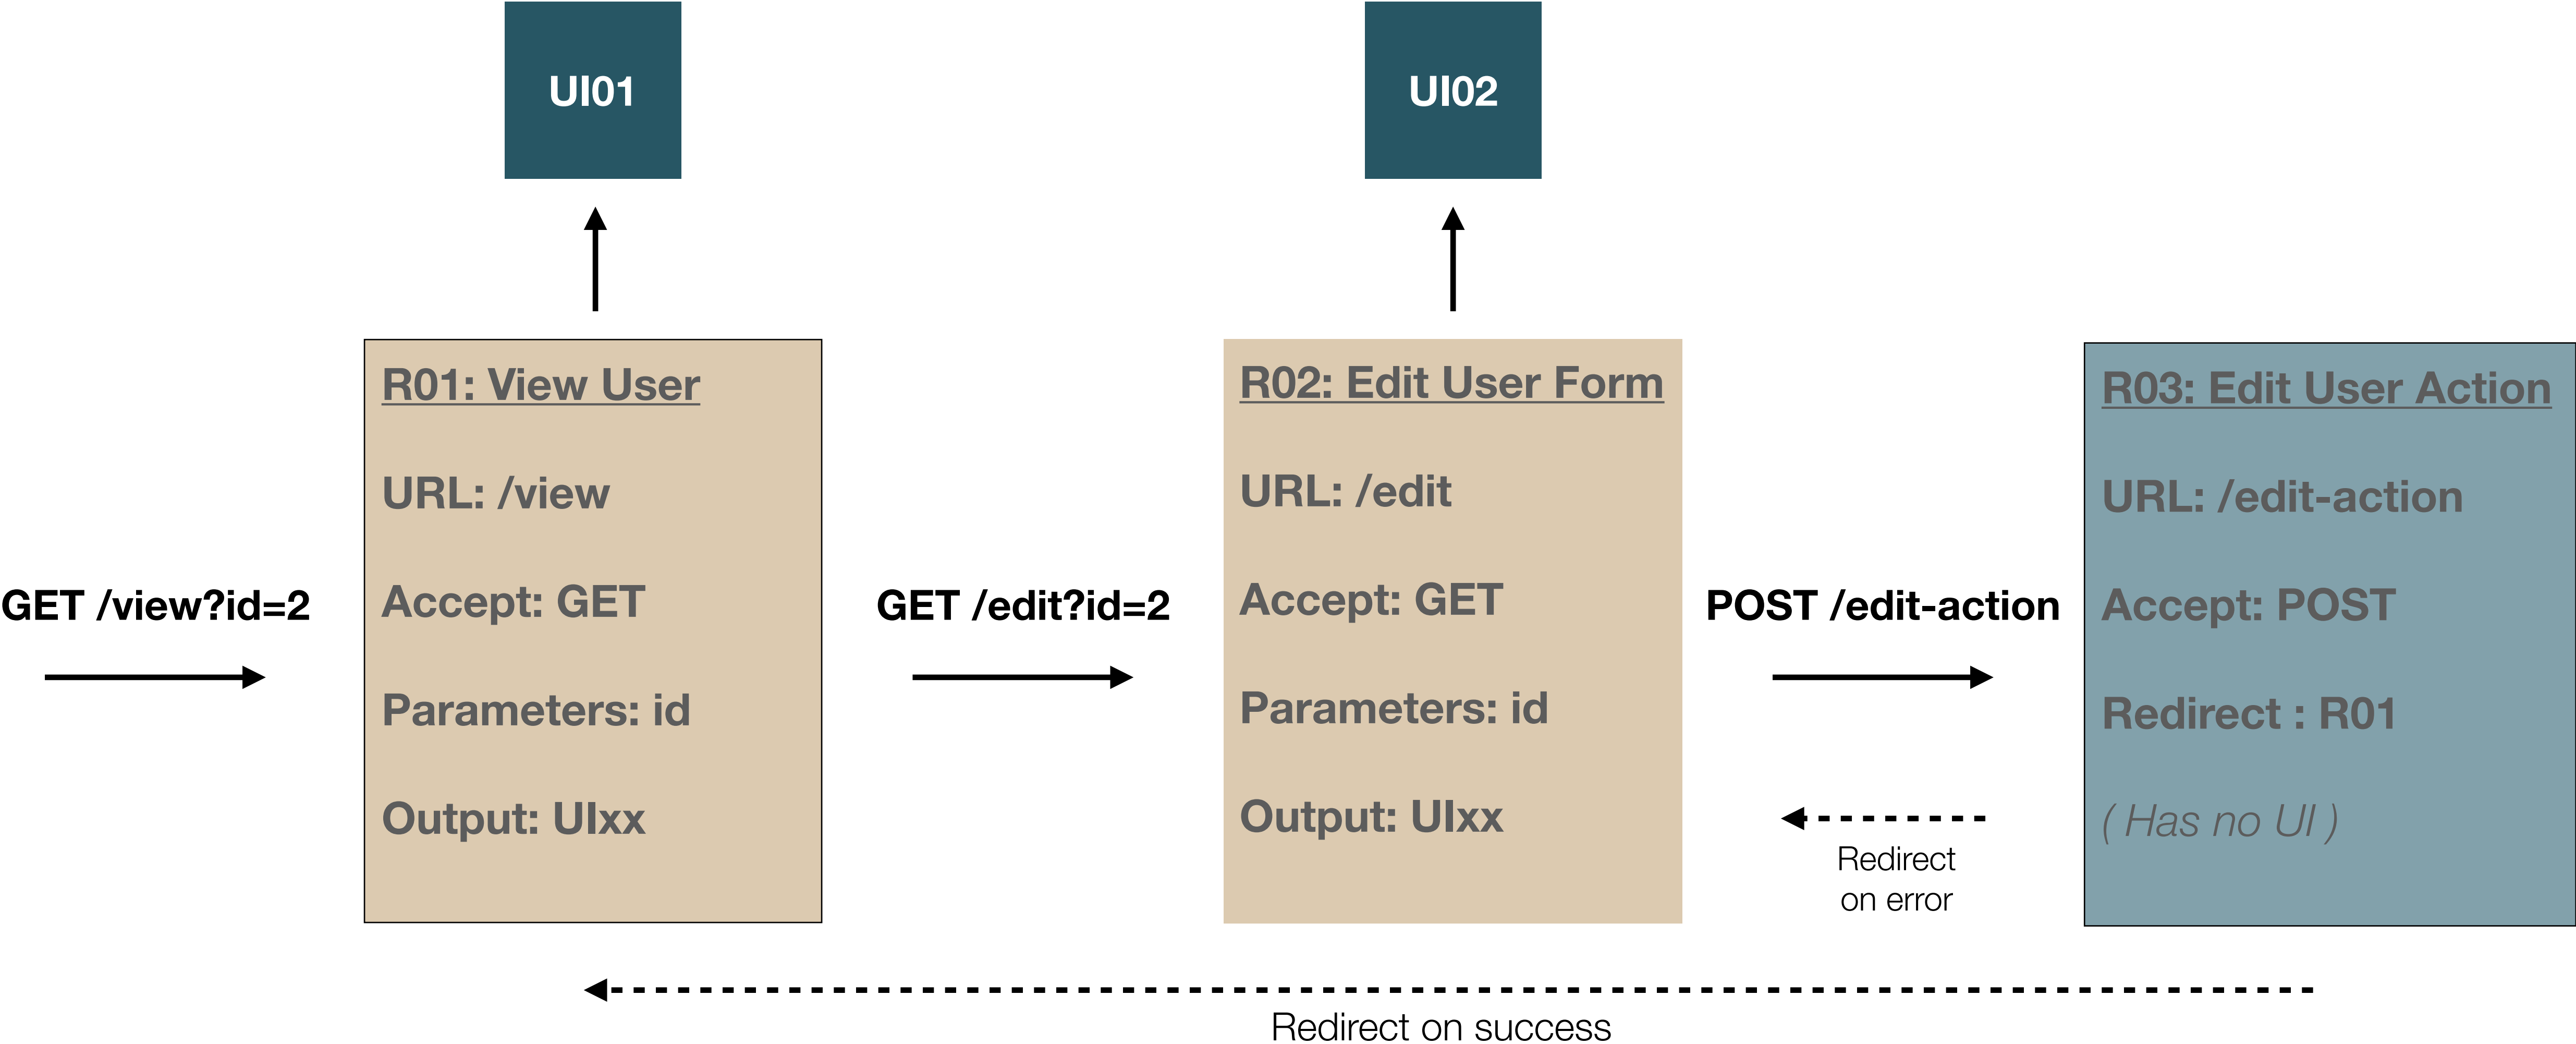 UI01
UI02
GET /view?id=2
R01: View User
URL: /view
Accept: GET
Parameters: id
Output: UIxx
GET /edit?id=2
R02: Edit User Form
URL: /edit
Accept: GET
Parameters: id
Output: UIxx
POST /edit-action
Redirect
on error
R03: Edit User Action
URL: /edit-action
Accept: POST
Redirect : R01
( Has no UI )
Redirect on success